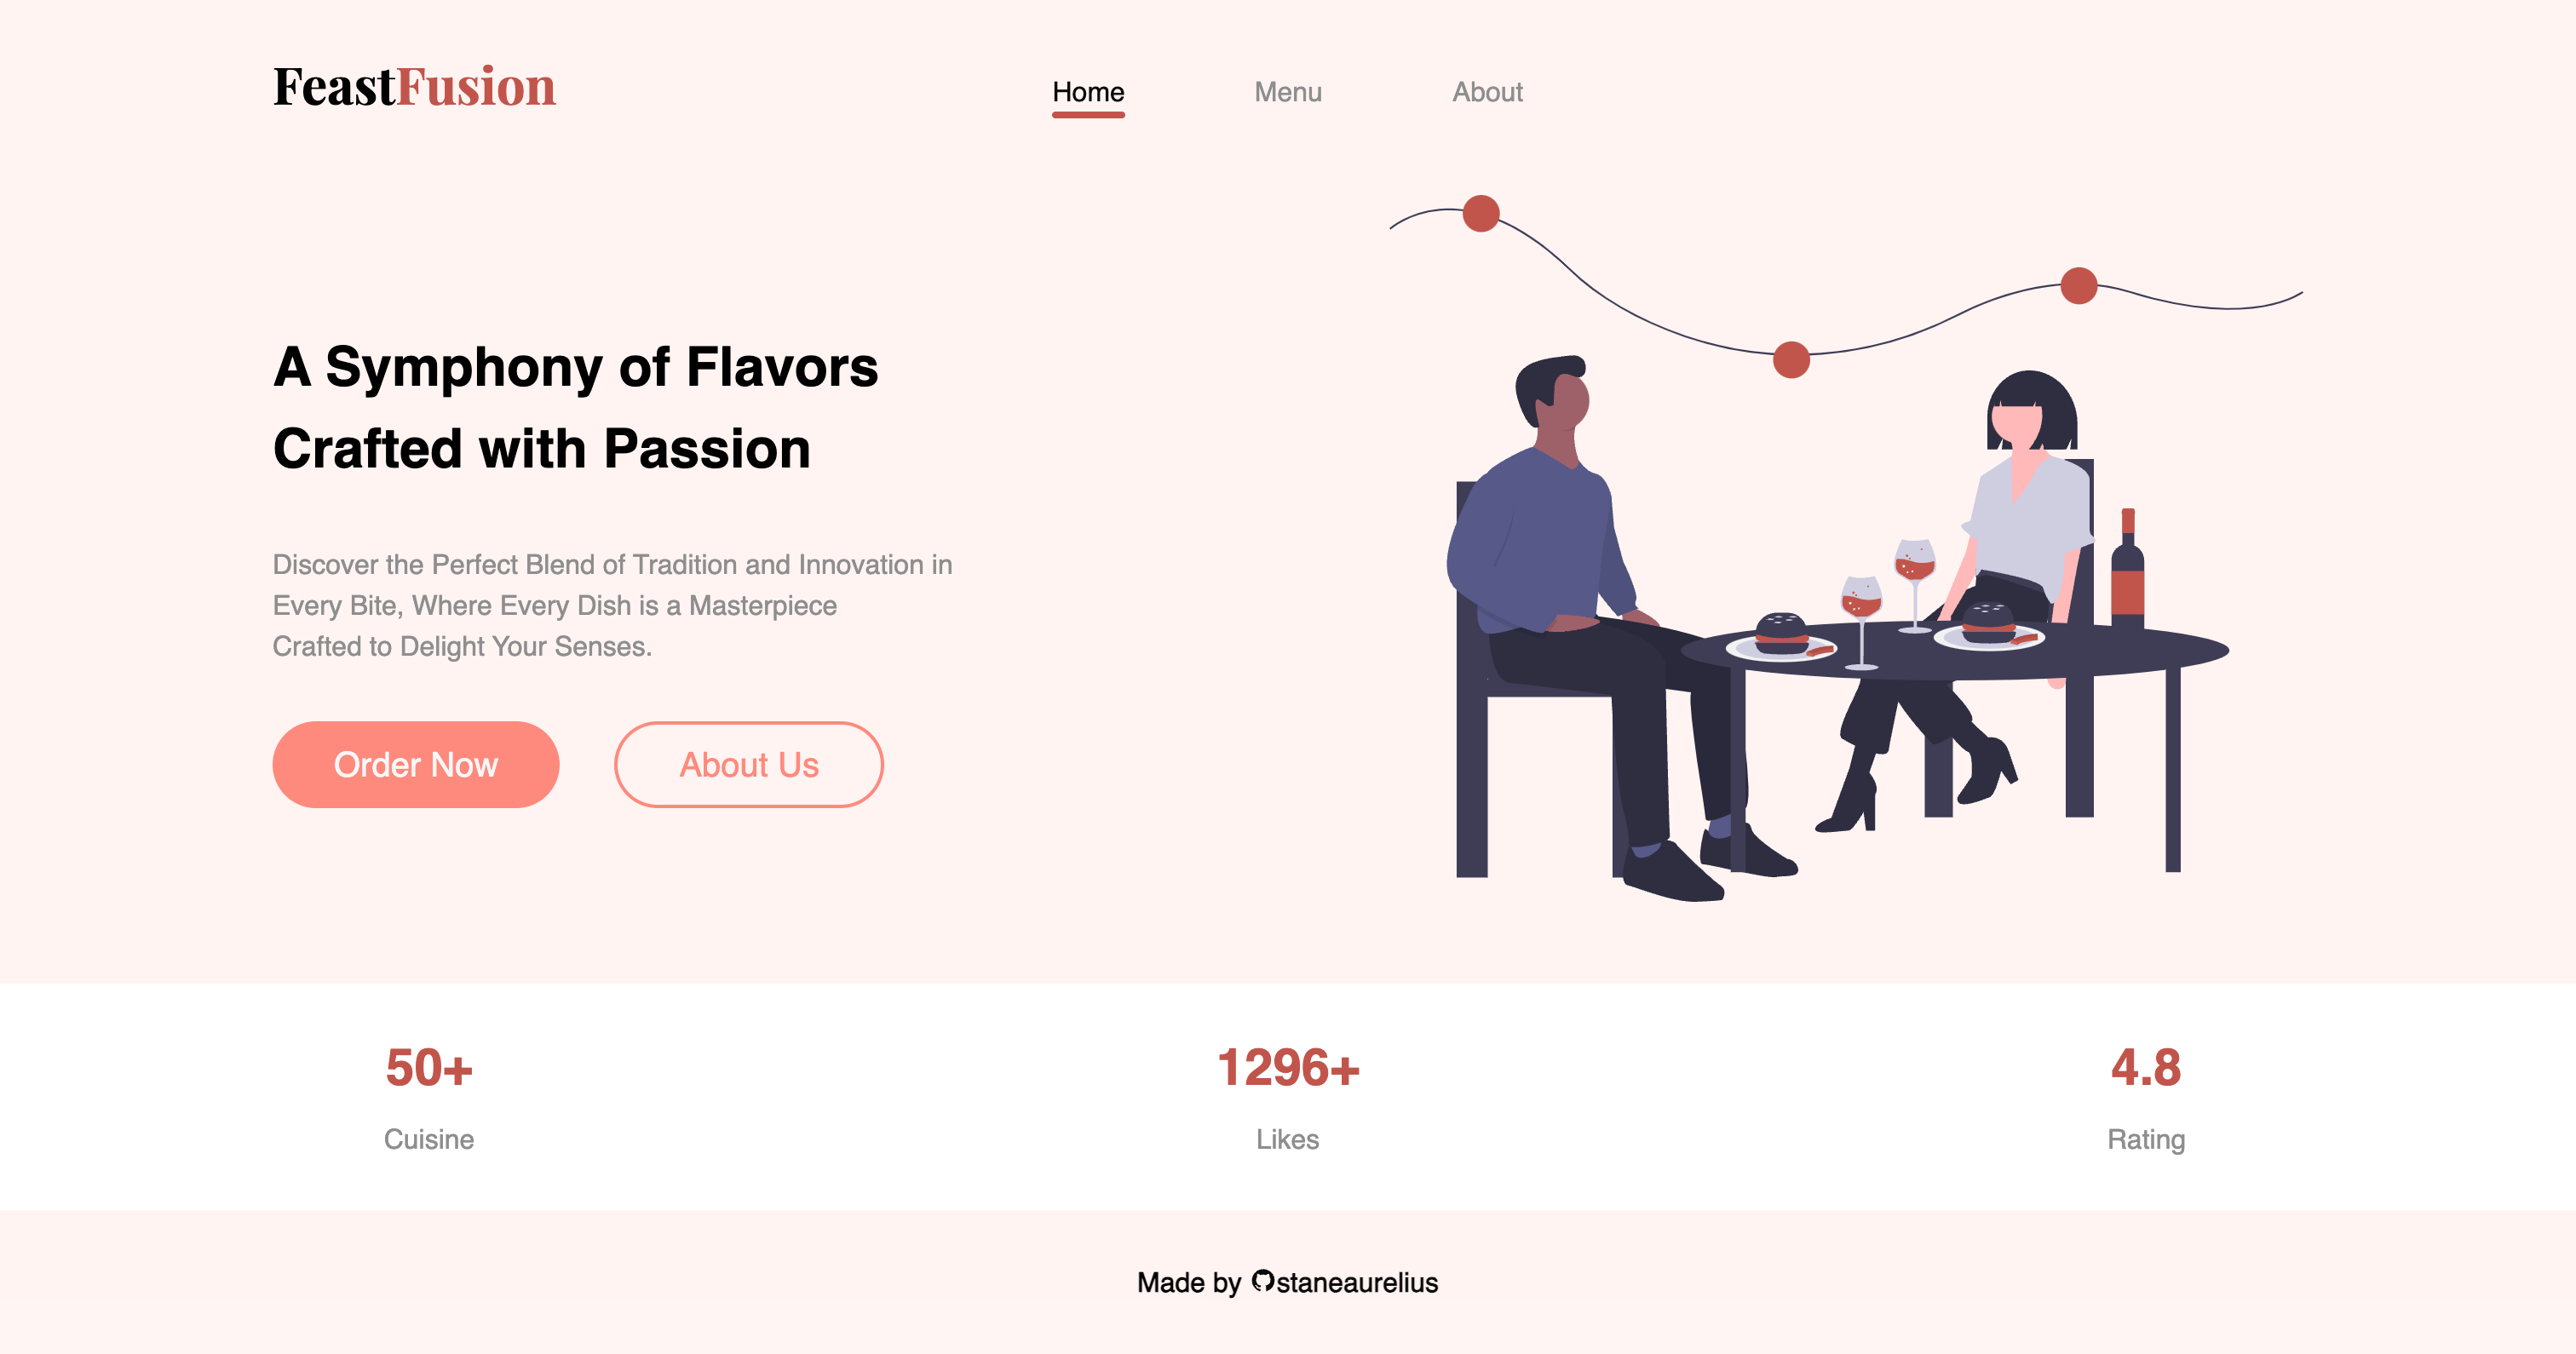 FeastFusion
Home
Menu
About
A Symphony of Flavors
Crafted with Passion
Discover the Perfect Blend of Tradition and Innovation in
Every Bite, Where Every Dish is a Masterpiece
Crafted to Delight Your Senses.
Order Now
About Us
50+
Cuisine
1296+
Likes
4.8
Rating
Made by staneaurelius